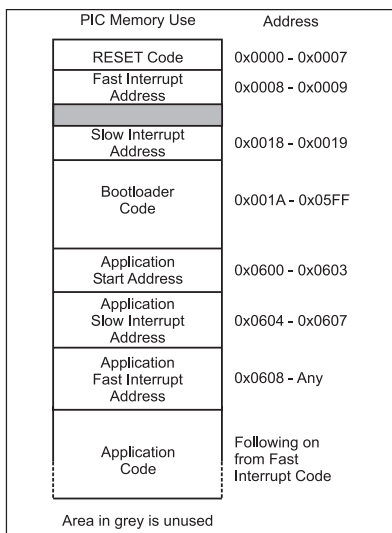 PIC Memory Use Address
RESET Code 0x0000 - 0x0007
Fast Interrupt
Address 0x0008 - 0x0009
Slow Interrupt
Address 0x0018 - 0x0019
Bootloader
Code 0x001A - 0x05FF
Application
Start Address 0x0600 - 0x0603
Application
Slow Interrupt
Address 0x0604 - 0x0607
Application
Fast Interrupt
Address 0x0608 - Any
Application
Code
Following on
from Fast
Interrupt Code
Area in grey is unused